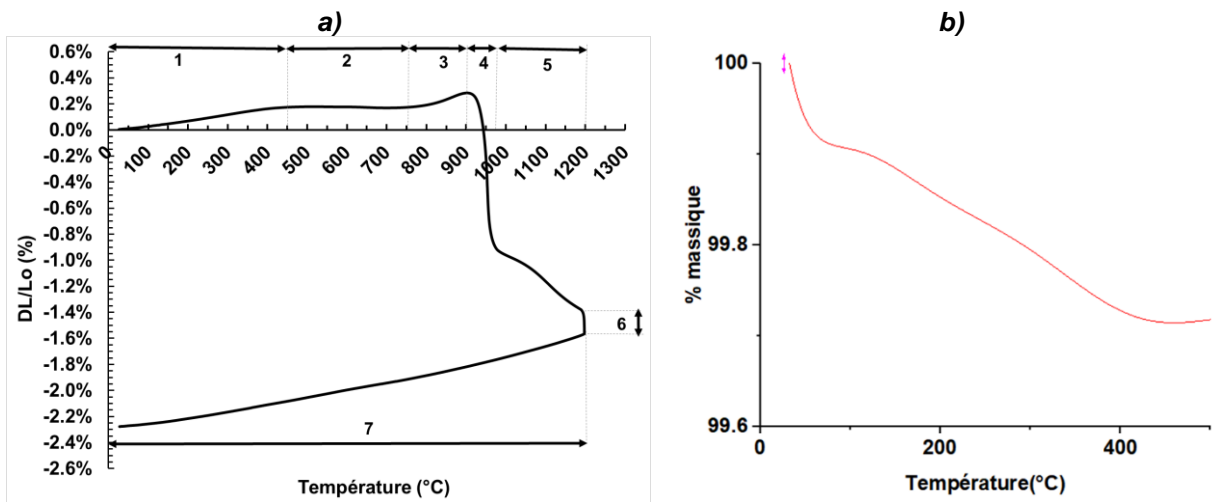 a)
0.6%
0.4%
0.2%
0.0%
-0.2%
-0.4%
-0.6%
-0.8%
-1.0%
-1.2%
-1.4%
-1.6%
-1.8%
-2.0%
-2.2%
-2.4%
-2.6%
DL/Lo (%)
1 2 3 4 5
0 100 200 300 400 500 600 700 800 900 1000 1100 1200 1300
6
7
Température (°C)
b)
100
99.8
99.6
% massique
0 200 400
Température(°C)